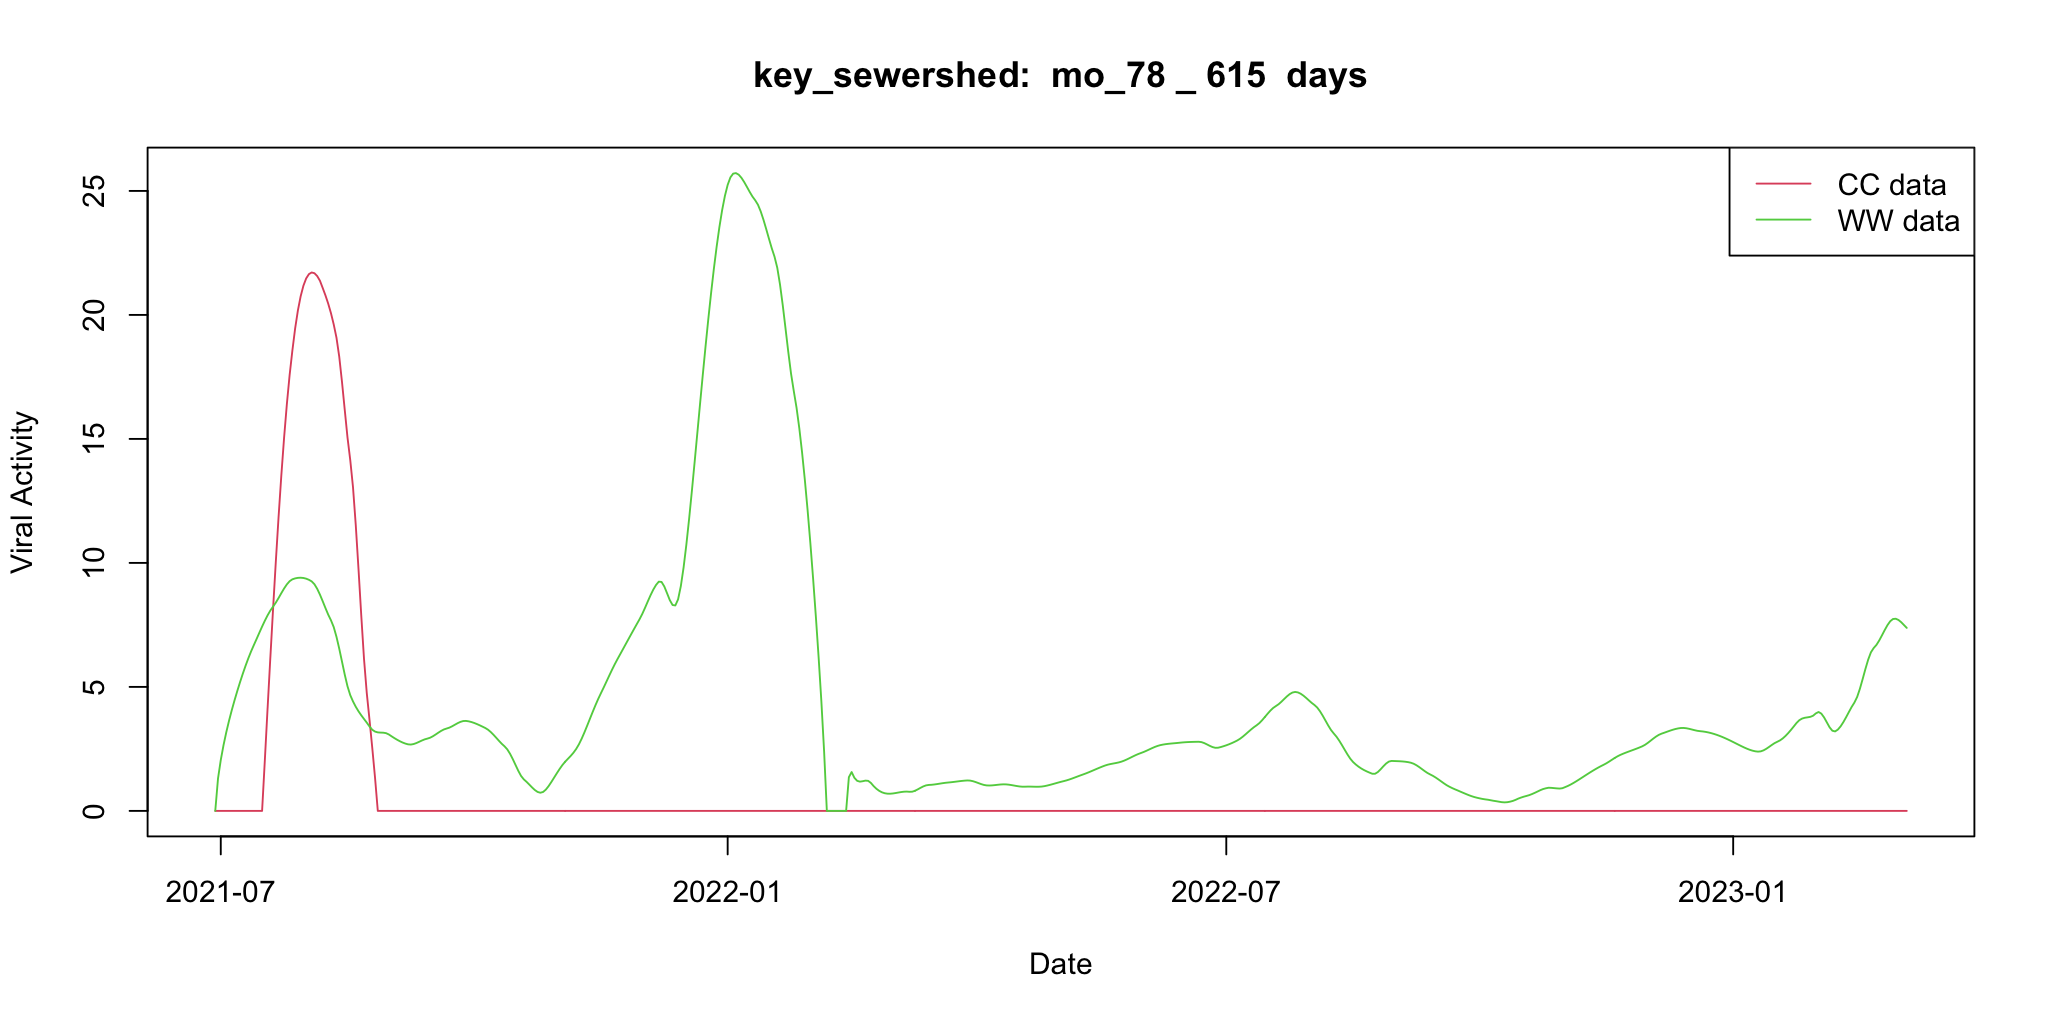 key_sewershed:  mo_78 _ 615  days
CC data
WW data
Viral Activity
25
20
15
10
5
0
2021-07
2022-01
2022-07
2023-01
Date